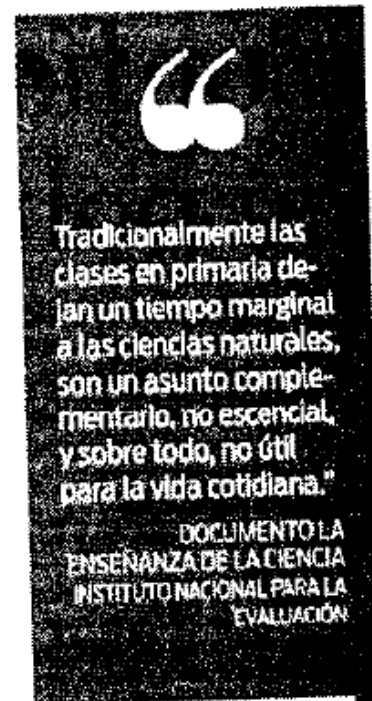 “
Tradicionalmente las
clases en primaria de-
jan un tiempo marginal
a las ciencias naturales,
son un asunto comple-
mentario, no escencial,
y sobre todo, no útil
para la vida cotidiana.”
DOCUMENTO LA
ENSEÑANZA DE LA CIENCIA
INSTITUTO NACIONAL PARA LA
EVALUACIÓN